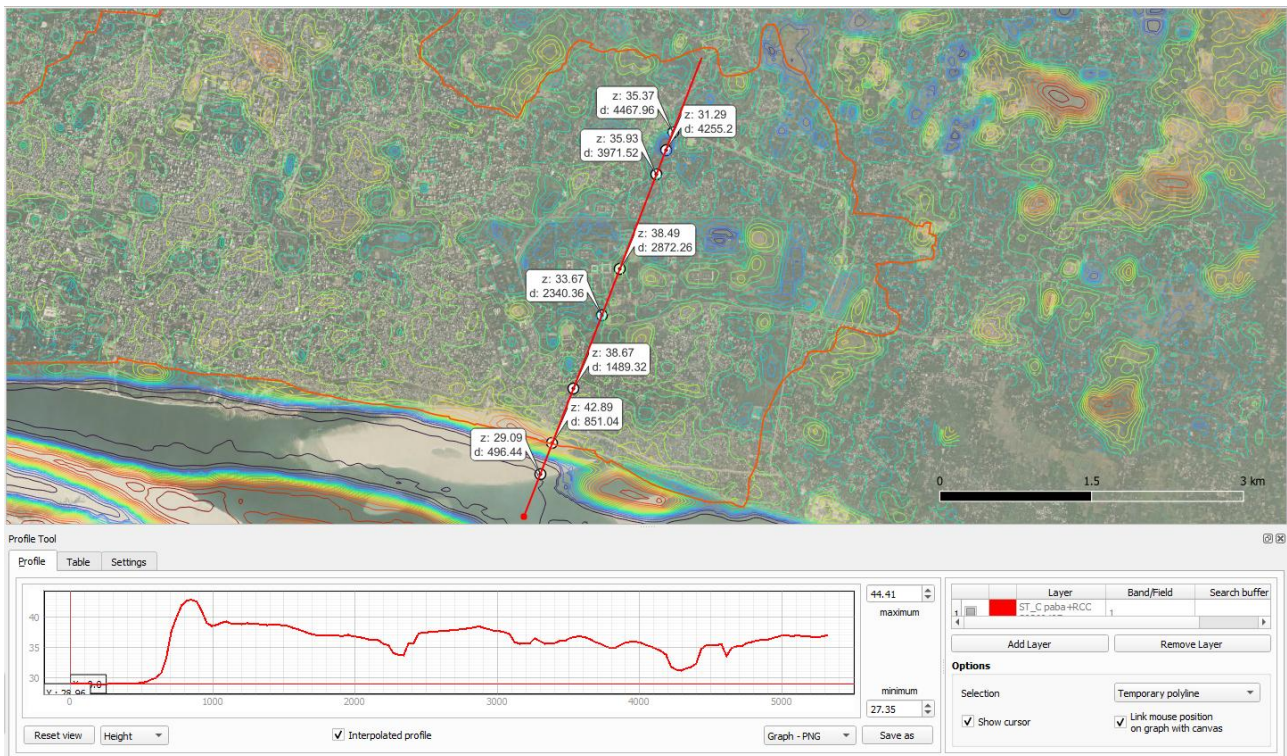 z: 35.37
d: 4467.96
z: 31.29
d: 4255.2
z: 35.93
d: 3971.52
z: 38.49
d: 2872.26
z: 33.67
d: 2340.36
z: 38.67
d: 1489.32
z: 42.89
d: 851.04
z: 29.09
d: 496.44
0 1.5 3 km
Profile Tool
Profile Table Settings
40
35
30
0 1000 2000 3000 4000 5000
44.41
maximum
minimum
27.35
Reset view Height Interpolated profile Graph - PNG Save as
Layer Band/Field Search buffer
1 ST_C paba +RCC 1
Add Layer Remove Layer
Options
Selection Temporary polyline
Show cursor Link mouse position
on graph with canvas